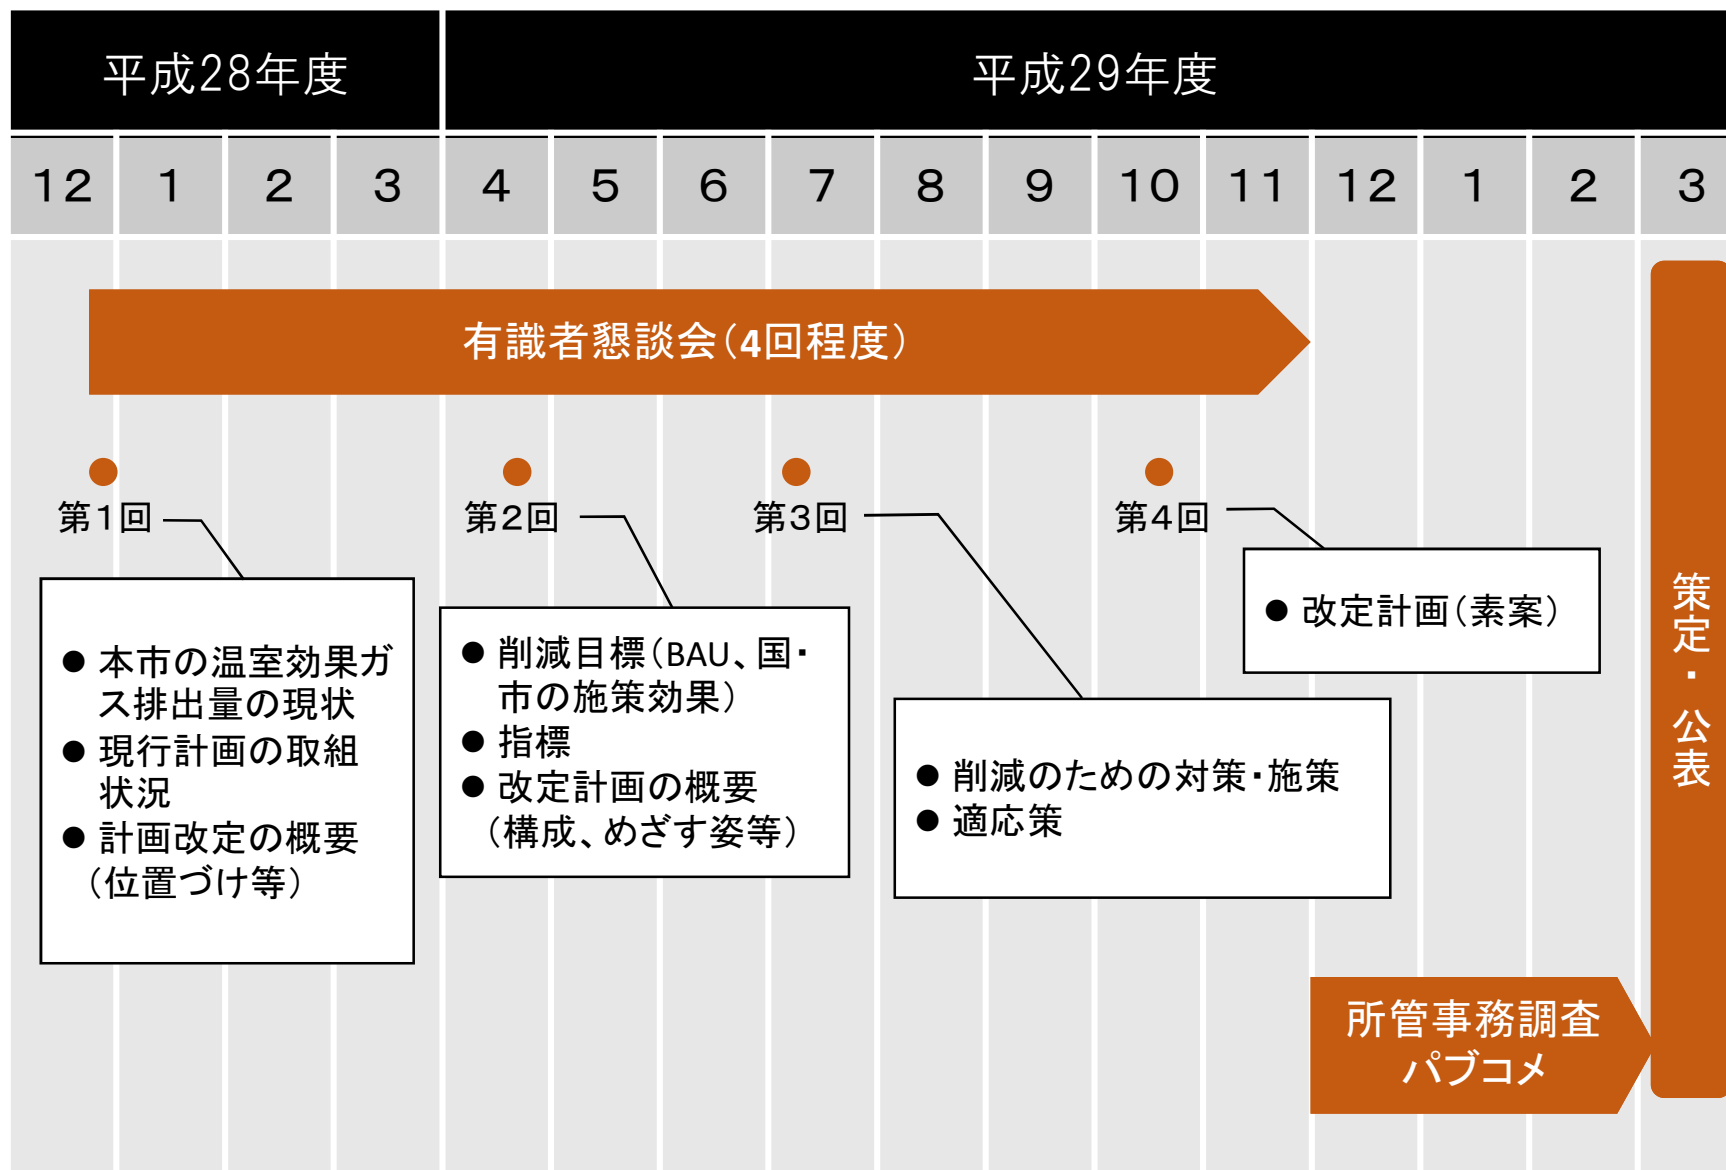 平成28年度
平成29年度
12 1 2 3 4 5 6 7 8 9 10 11 12 1 2 3
有識者懇談会（4回程度）
第1回
第2回
第3回
第4回
● 本市の温室効果ガ
ス排出量の現状
● 現行計画の取組
状況
● 計画改定の概要
（位置づけ等）
● 削減目標（BAU、国・
市の施策効果）
● 指標
● 改定計画の概要
（構成、めざす姿等）
● 削減のための対策・施策
● 適応策
● 改定計画（素案）
所管事務調査
パブコメ
策定・公表